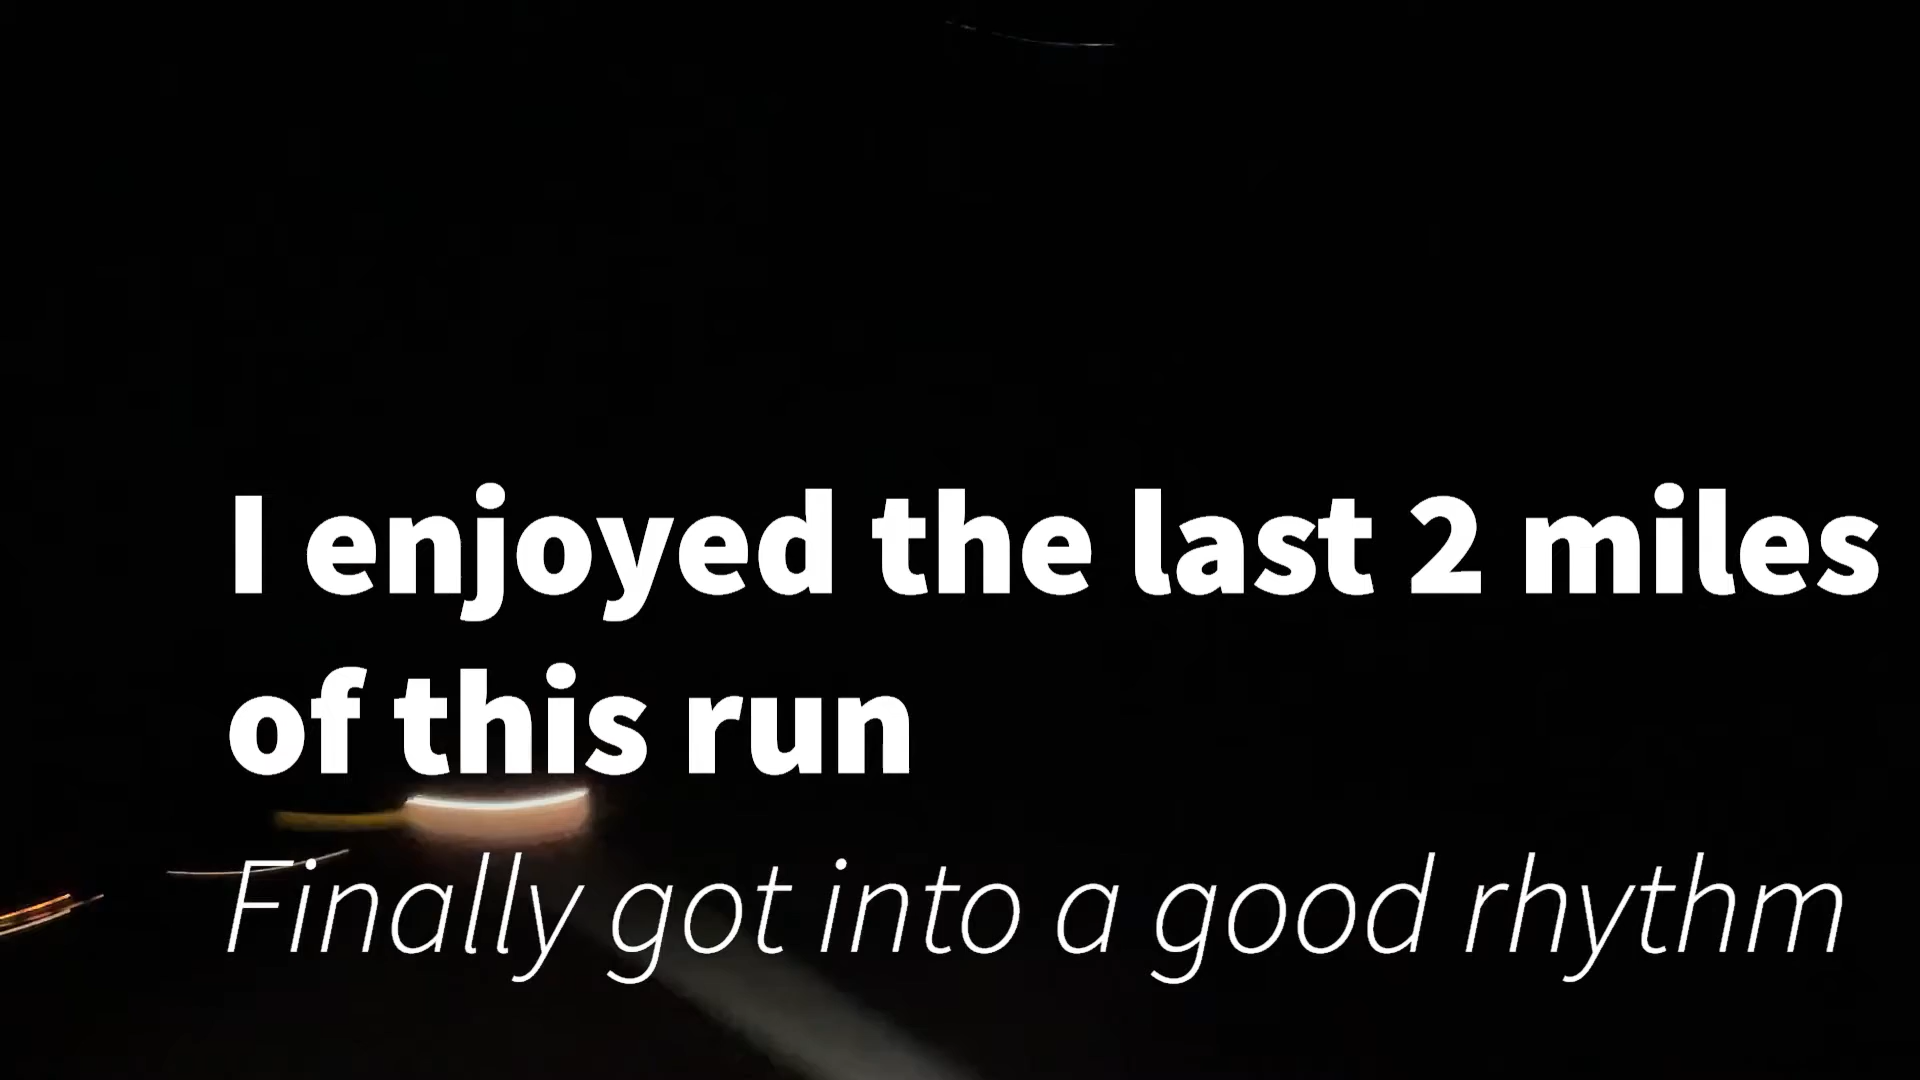 I enjoyed the last 2 miles
of this run
Finally got into a good rhythm